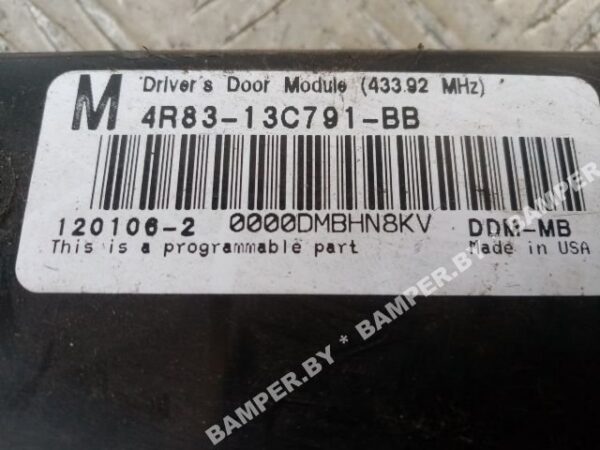 Driver's Door Module (433.92 MHz)
M 4R83-13C791-BB
120106-2 0000DMBHN8KV DDM-MB
This is a programmable part Made in USA
BAMPER.BY * BAMPER.BY * BAMPER.BY